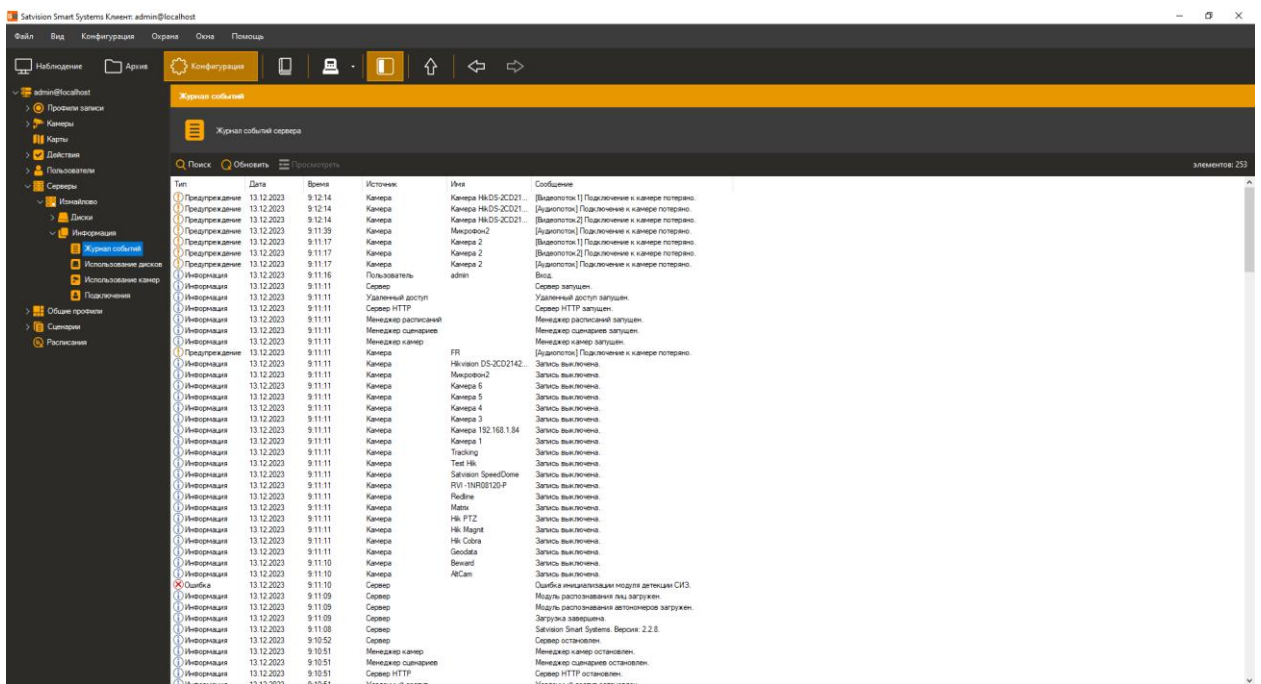 Satvision Smart Systems Клиент: admin@localhost
Файл Вид Конфигурация Охрана Окна Помощь
Наблюдение Архив Конфигурация
admin@localhost
Профили записи
Камеры
Карты
Действия
Пользователи
Серверы
Измайлово
Диски
Информация
Журнал событий
Использование дисков
Использование камер
Подключения
Общие профили
Сценарии
Расписания
Журнал событий
Журнал событий сервера
Поиск Обновить Просмотреть элементов: 253
Тип Дата Время Источник Имя Сообщение
Предупреждение 13.12.2023 9:12:14 Камера Камера HikDS-2CD21... [Видеопоток1] Подключение к камере потеряно.
Предупреждение 13.12.2023 9:12:14 Камера Камера HikDS-2CD21... [Аудиопоток] Подключение к камере потеряно.
Предупреждение 13.12.2023 9:12:14 Камера Камера HikDS-2CD21... [Видеопоток2] Подключение к камере потеряно.
Предупреждение 13.12.2023 9:11:39 Камера Микрофон2 [Аудиопоток] Подключение к камере потеряно.
Предупреждение 13.12.2023 9:11:17 Камера Камера 2 [Видеопоток1] Подключение к камере потеряно.
Предупреждение 13.12.2023 9:11:17 Камера Камера 2 [Видеопоток2] Подключение к камере потеряно.
Предупреждение 13.12.2023 9:11:17 Камера Камера 2 [Аудиопоток] Подключение к камере потеряно.
Информация 13.12.2023 9:11:16 Пользователь admin Вход.
Информация 13.12.2023 9:11:11 Сервер Сервер запущен.
Информация 13.12.2023 9:11:11 Удаленный доступ Удаленный доступ запущен.
Информация 13.12.2023 9:11:11 Сервер HTTP Сервер HTTP запущен.
Информация 13.12.2023 9:11:11 Менеджер расписаний Менеджер расписаний запущен.
Информация 13.12.2023 9:11:11 Менеджер сценариев Менеджер сценариев запущен.
Информация 13.12.2023 9:11:11 Менеджер камер Менеджер камер запущен.
Предупреждение 13.12.2023 9:11:11 Камера FR [Аудиопоток] Подключение к камере потеряно.
Информация 13.12.2023 9:11:11 Камера Hikvision DS-2CD2142... Запись выключена.
Информация 13.12.2023 9:11:11 Камера Микрофон2 Запись выключена.
Информация 13.12.2023 9:11:11 Камера Камера 6 Запись выключена.
Информация 13.12.2023 9:11:11 Камера Камера 5 Запись выключена.
Информация 13.12.2023 9:11:11 Камера Камера 4 Запись выключена.
Информация 13.12.2023 9:11:11 Камера Камера 3 Запись выключена.
Информация 13.12.2023 9:11:11 Камера Камера 192.168.1.84 Запись выключена.
Информация 13.12.2023 9:11:11 Камера Камера 1 Запись выключена.
Информация 13.12.2023 9:11:11 Камера Tracking Запись выключена.
Информация 13.12.2023 9:11:11 Камера Test Hik Запись выключена.
Информация 13.12.2023 9:11:11 Камера Satvision SpeedDome Запись выключена.
Информация 13.12.2023 9:11:11 Камера RVI-1NR08120-P Запись выключена.
Информация 13.12.2023 9:11:11 Камера Redline Запись выключена.
Информация 13.12.2023 9:11:11 Камера Matrix Запись выключена.
Информация 13.12.2023 9:11:11 Камера Hik PTZ Запись выключена.
Информация 13.12.2023 9:11:11 Камера Hik Magnit Запись выключена.
Информация 13.12.2023 9:11:11 Камера Hik Cobra Запись выключена.
Информация 13.12.2023 9:11:11 Камера Geodata Запись выключена.
Информация 13.12.2023 9:11:10 Камера Beward Запись выключена.
Информация 13.12.2023 9:11:10 Камера AltCam Запись выключена.
Ошибка 13.12.2023 9:11:10 Сервер Ошибка инициализации модуля детекции СИЗ.
Информация 13.12.2023 9:11:09 Сервер Модуль распознавания лиц загружен.
Информация 13.12.2023 9:11:09 Сервер Модуль распознавания автономеров загружен.
Информация 13.12.2023 9:11:09 Сервер Загрузка завершена.
Информация 13.12.2023 9:11:08 Сервер Satvision Smart Systems. Версия: 2.2.8.
Информация 13.12.2023 9:10:52 Сервер Сервер остановлен.
Информация 13.12.2023 9:10:51 Менеджер камер Менеджер камер остановлен.
Информация 13.12.2023 9:10:51 Менеджер сценариев Менеджер сценариев остановлен.
Информация 13.12.2023 9:10:51 Сервер HTTP Сервер HTTP остановлен.